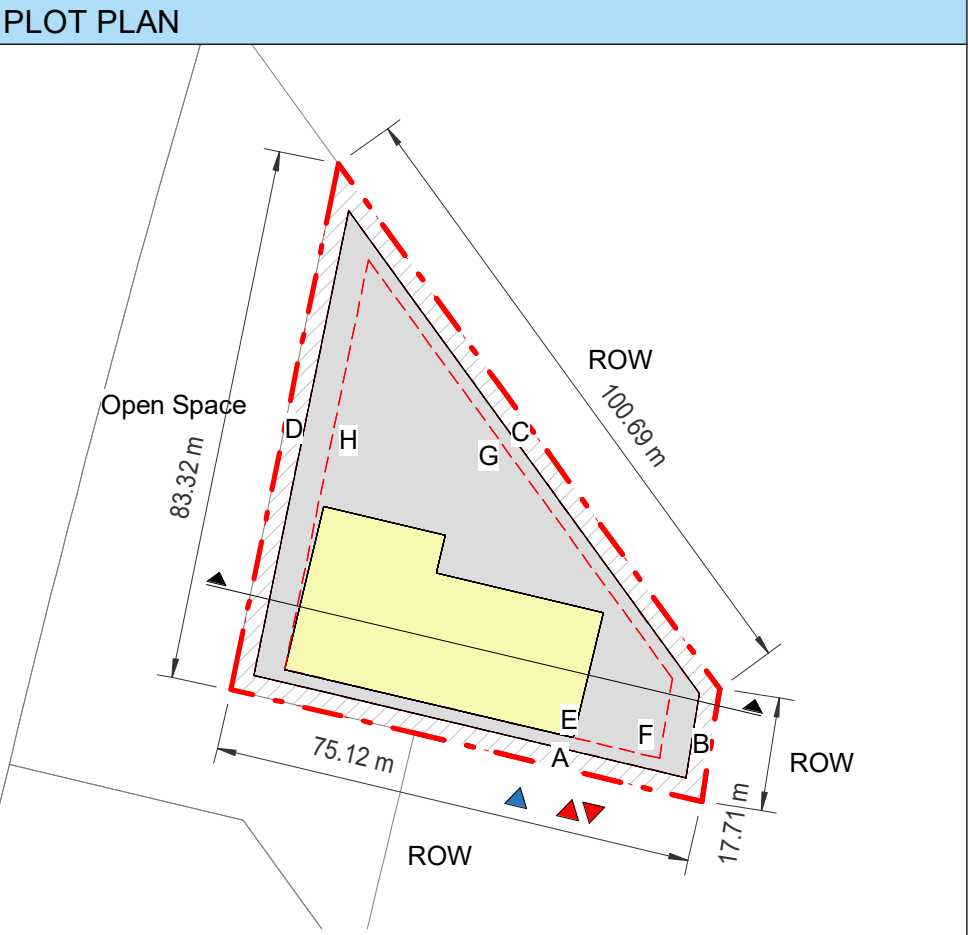 PLOT PLAN
ROW
100.69 m
Open Space
83.32 m
D
H
C
G
E
F
B
A
75.12 m
ROW
17.71 m
ROW